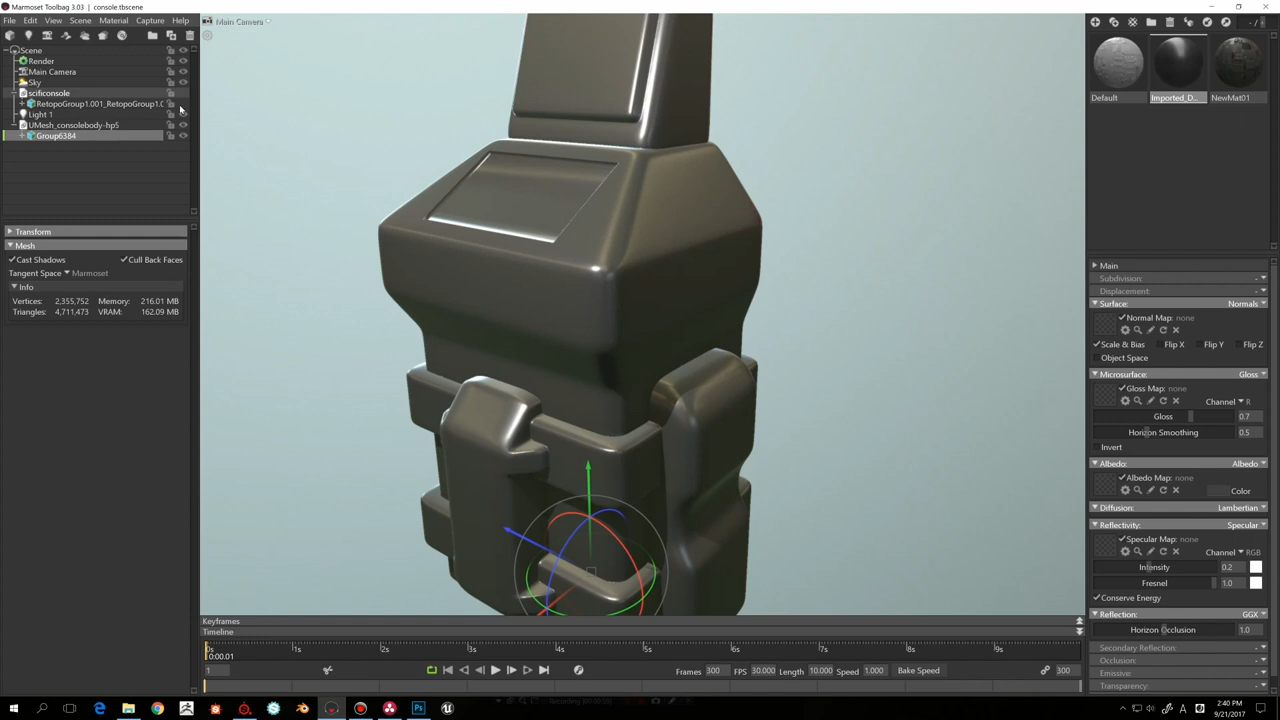 Marmoset Toolbag 3.03 | console.tbscene
File Edit View Scene Material Capture Help
Scene
Render
Main Camera
Sky
scificonsole
RetopoGroup1.001_RetopoGroup1.0
Light 1
UMesh_consolebody-hp5
Group6384
Transform
Mesh
Cast Shadows Cull Back Faces
Tangent Space Marmoset
Info
Vertices: 2,355,752 Memory: 216.01 MB
Triangles: 4,711,473 VRAM: 162.09 MB
Main Camera
Keyframes
Timeline
0s 1s 2s 3s 4s 5s 6s 7s 8s 9s
0:00.01
1
Frames 300 FPS 30.000 Length 10.000 Speed 1.000 Bake Speed 300
Default Imported_D... NewMat01
Main
Subdivision:
Displacement:
Surface: Normals
Normal Map: none
Scale & Bias Flip X Flip Y Flip Z
Object Space
Microsurface: Gloss
Gloss Map: none
Channel R
Gloss 0.7
Horizon Smoothing 0.5
Invert
Albedo: Albedo
Albedo Map: none
Color
Diffusion: Lambertian
Reflectivity: Specular
Specular Map: none
Channel RGB
Intensity 0.2
Fresnel 1.0
Conserve Energy
Reflection: GGX
Horizon Occlusion 1.0
Secondary Reflection:
Occlusion:
Emissive:
Transparency:
2:40 PM
9/21/2017